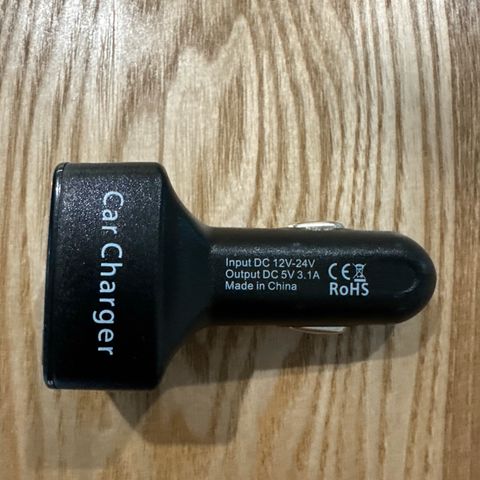 Car Charger
Input DC 12V-24V
Output DC 5V 3.1A
Made in China
CE
RoHS